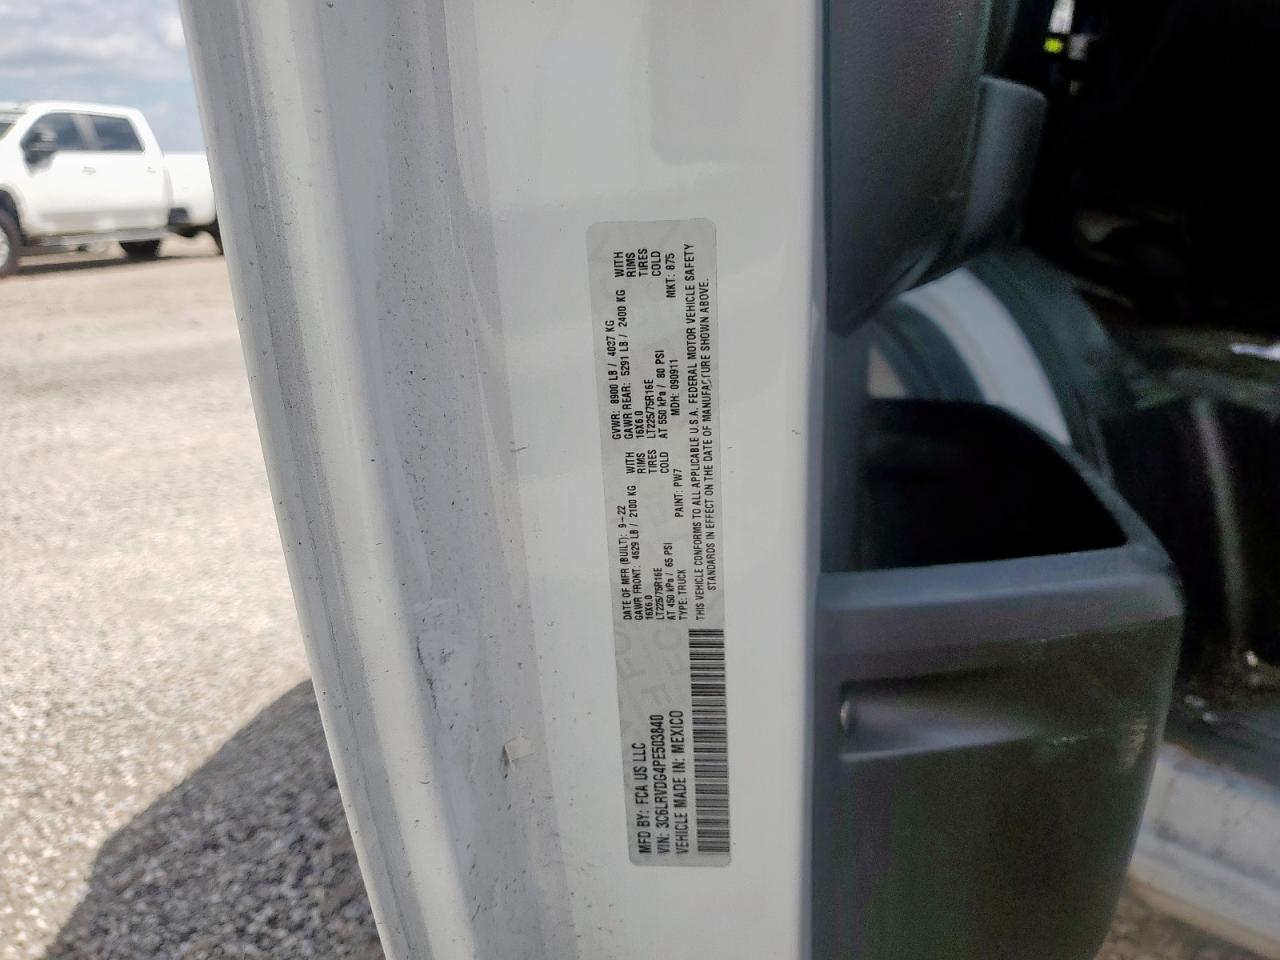 MFD BY: FCA US LLC
VIN: 3C6LRVDG4PE503840
VEHICLE MADE IN: MEXICO
DATE OF MFR (BUILT): 9-22 GVWR: 8900 LB / 4037 KG
GAWR FRONT: 4629 LB / 2100 KG WITH GAWR REAR: 5291 LB / 2400 KG WITH
16X6.0 RIMS 16X6.0 RIMS
LT225/75R16E TIRES LT225/75R16E TIRES
AT 450 kPa / 65 PSI COLD AT 550 kPa / 80 PSI COLD
TYPE: TRUCK PAINT: PW7 MDH: 090911 MKT: 875
THIS VEHICLE CONFORMS TO ALL APPLICABLE U.S.A. FEDERAL MOTOR VEHICLE SAFETY
STANDARDS IN EFFECT ON THE DATE OF MANUFACTURE SHOWN ABOVE.